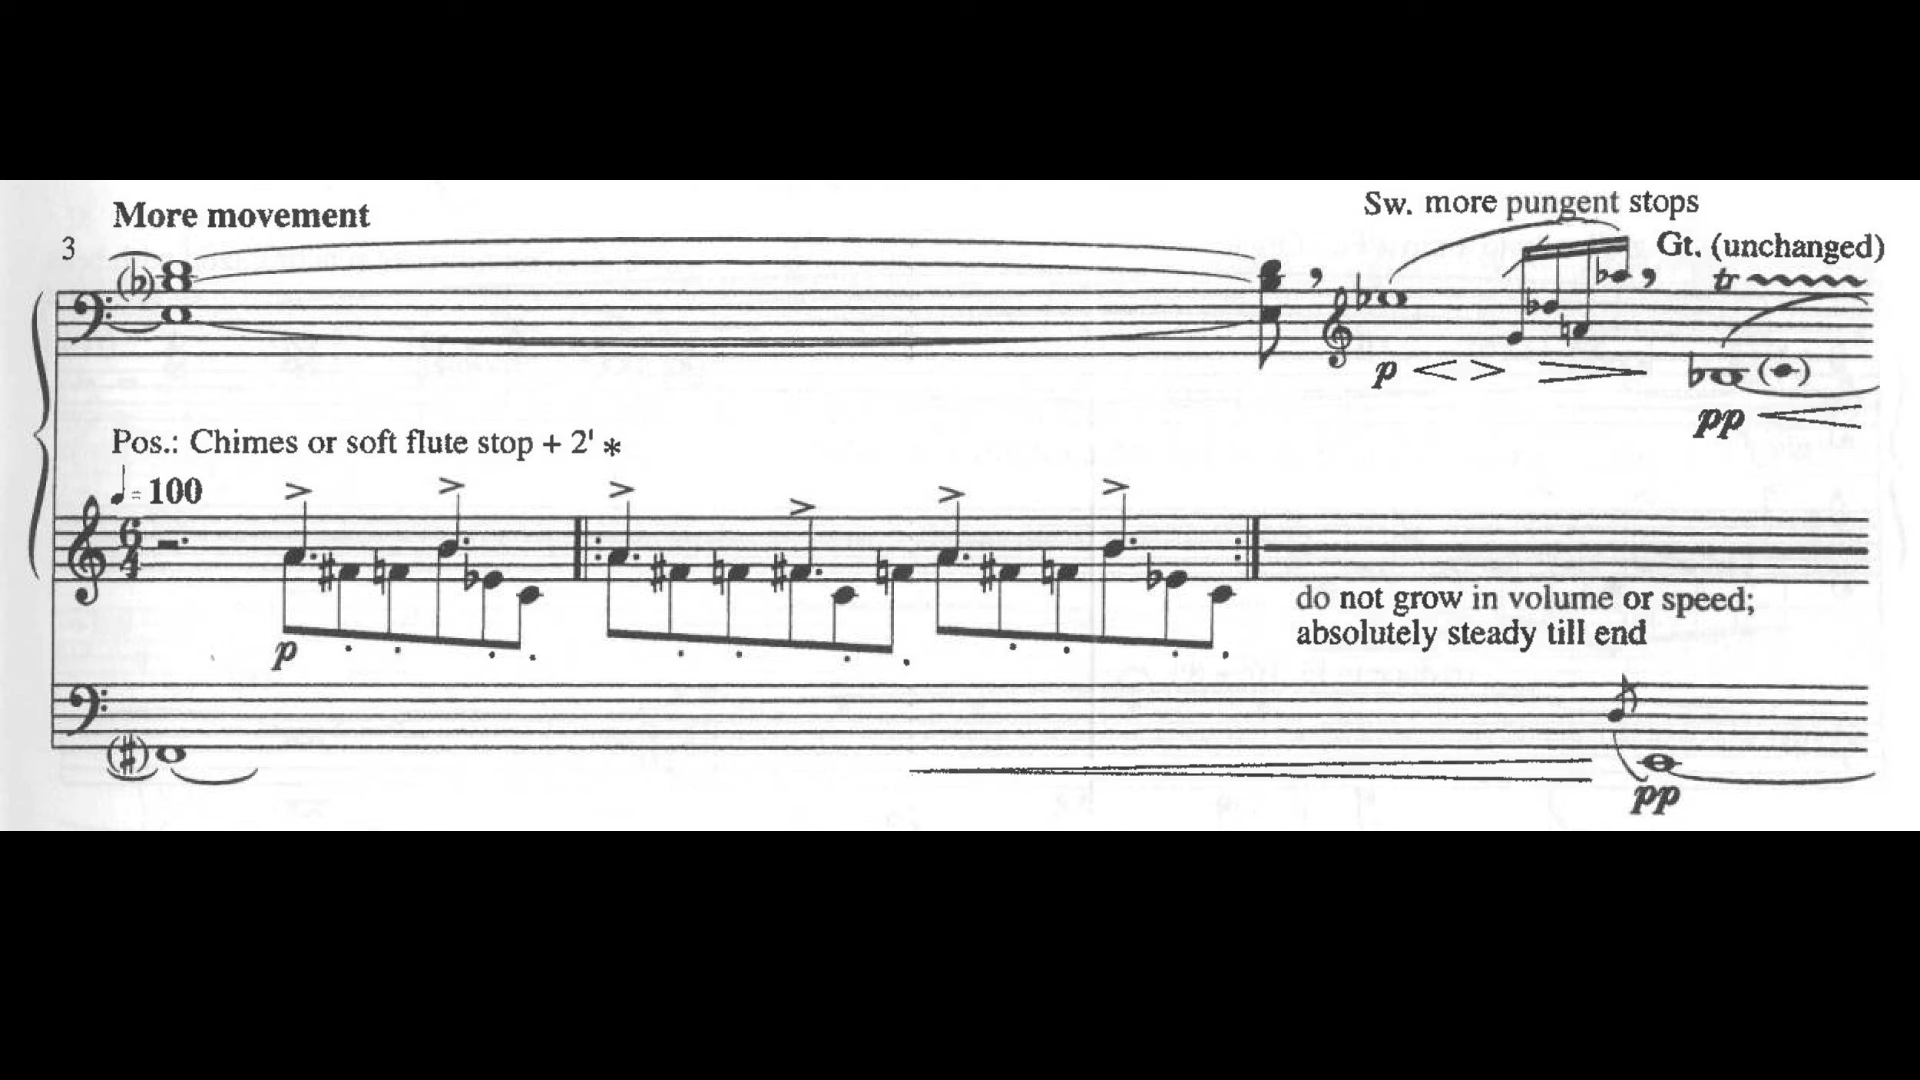 More movement
3
Sw. more pungent stops
Gt. (unchanged)
tr
p
pp
Pos.: Chimes or soft flute stop + 2' *
♩ = 100
6
4
p
do not grow in volume or speed;
absolutely steady till end
pp